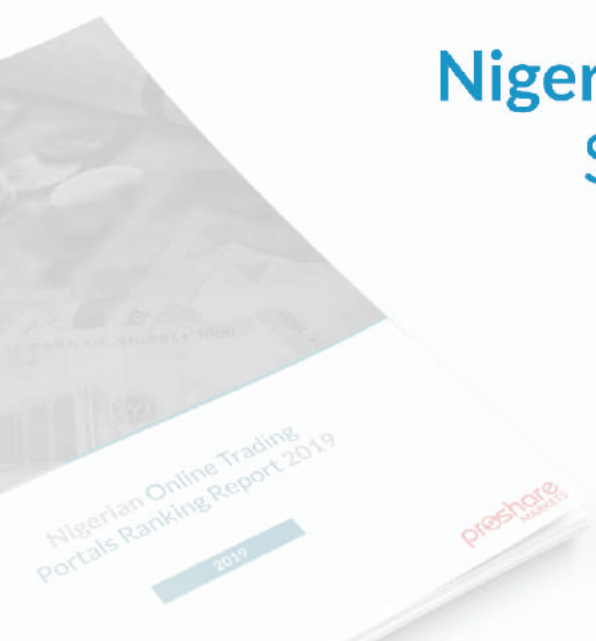 Niger
S
BANK OF NIGERIA 1000
Nigerian Online Trading
Portals Ranking Report 2019
2019
proshare
MARKETS